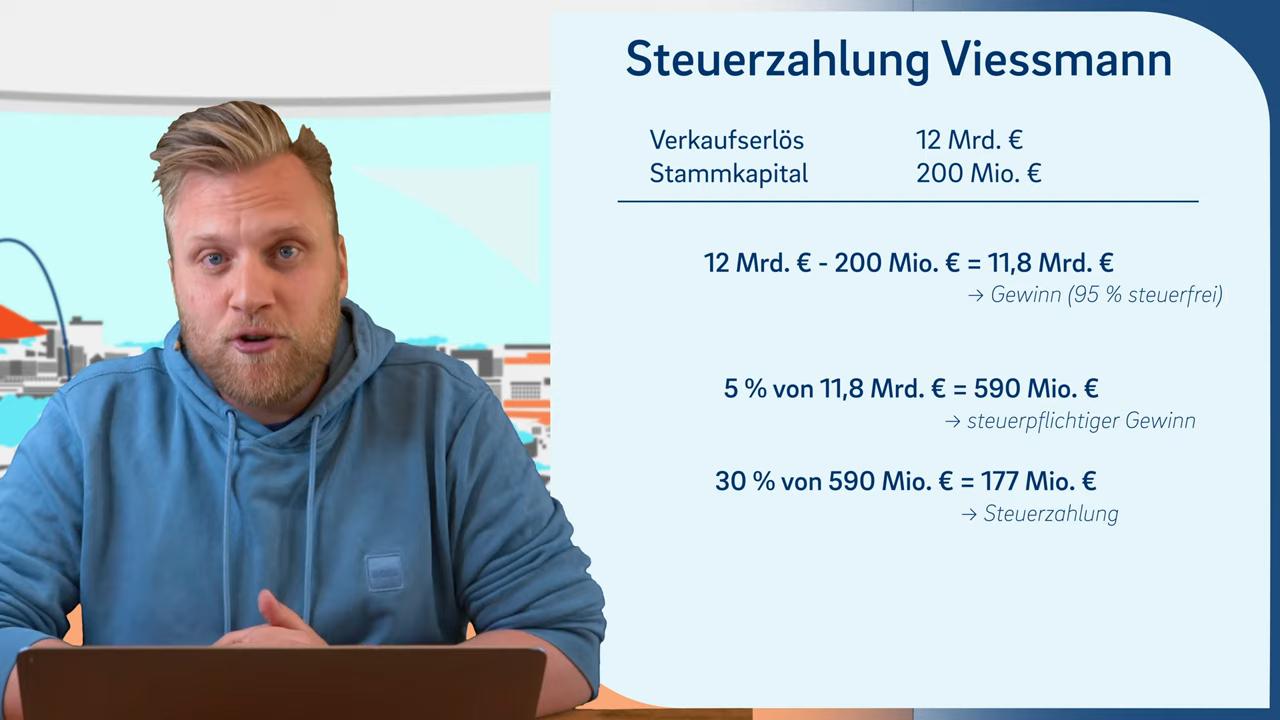 Steuerzahlung Viessmann
Verkaufserlös 12 Mrd. €
Stammkapital 200 Mio. €
12 Mrd. € - 200 Mio. € = 11,8 Mrd. €
→ Gewinn (95 % steuerfrei)
5 % von 11,8 Mrd. € = 590 Mio. €
→ steuerpflichtiger Gewinn
30 % von 590 Mio. € = 177 Mio. €
→ Steuerzahlung